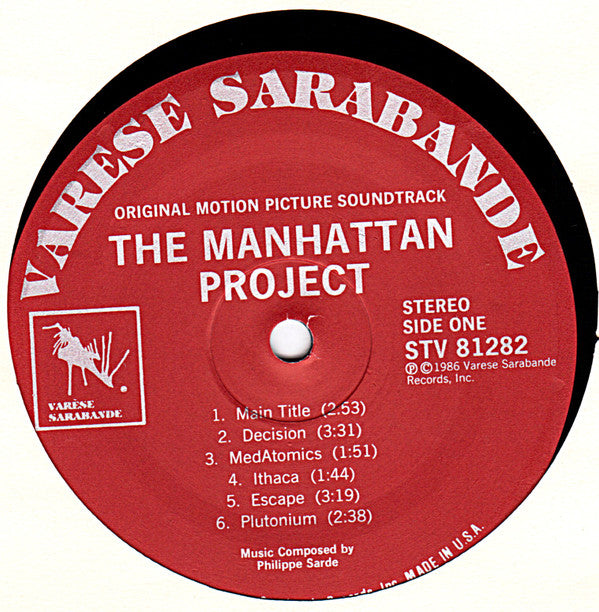 VARESE SARABANDE
ORIGINAL MOTION PICTURE SOUNDTRACK
THE MANHATTAN
PROJECT
STEREO
SIDE ONE
STV 81282
Ⓟ©1986 Varese Sarabande
Records, Inc.
VARÈSE
SARABANDE
1. Main Title (2:53)
2. Decision (3:31)
3. MedAtomics (1:51)
4. Ithaca (1:44)
5. Escape (3:19)
6. Plutonium (2:38)
Music Composed by
Philippe Sarde
Records, Inc. MADE IN U.S.A.